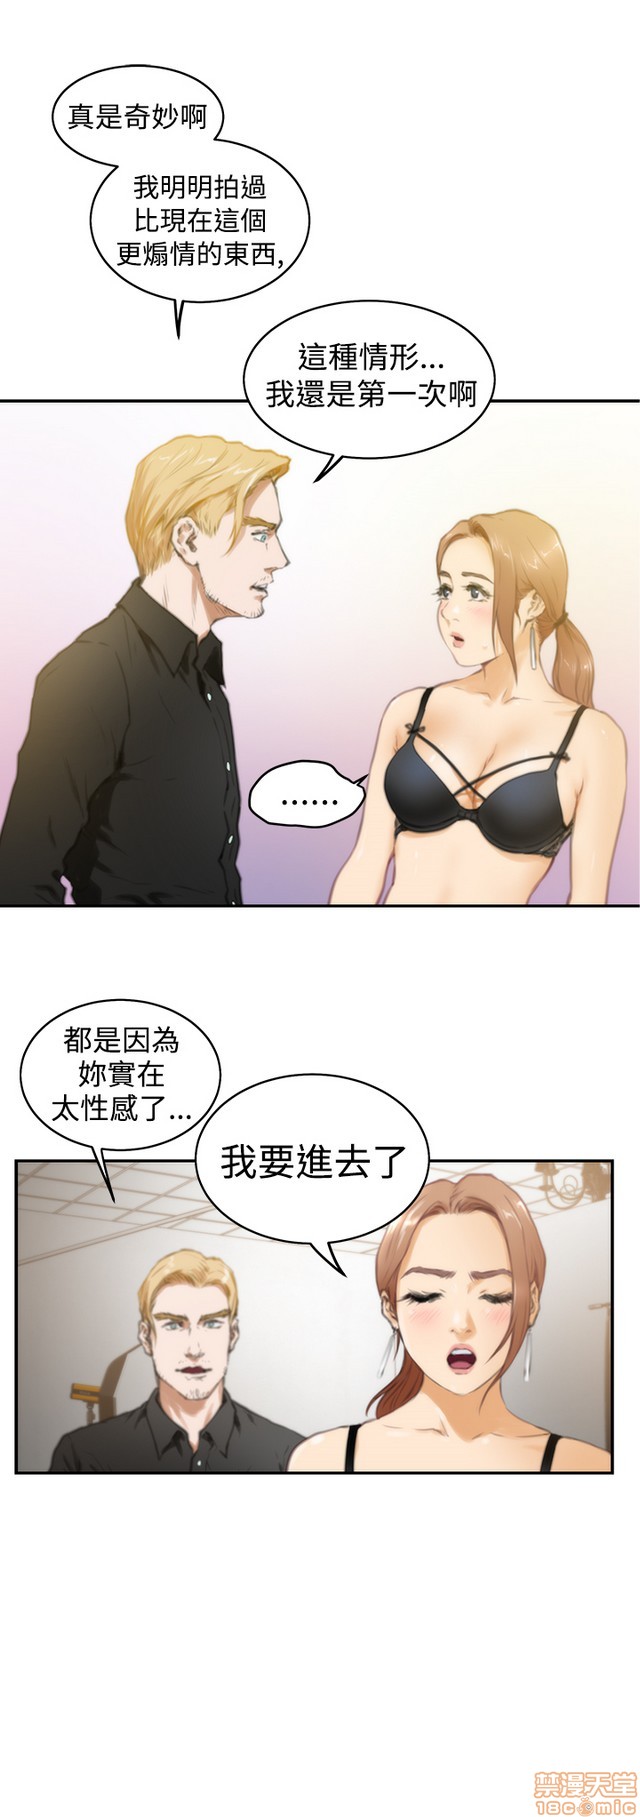 真是奇妙啊
我明明拍過
比現在這個
更煽情的東西,
這種情形...
我還是第一次啊
......
都是因為
妳實在
太性感了...
我要進去了
禁漫天堂
18comic